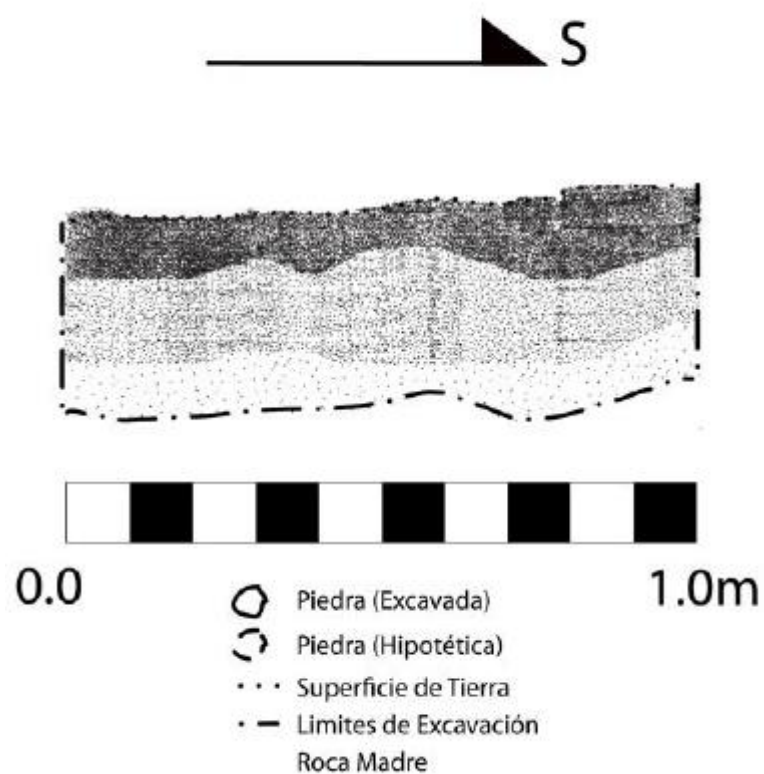 S
0.0 1.0m
Piedra (Excavada)
Piedra (Hipotética)
Superficie de Tierra
Limites de Excavación
Roca Madre